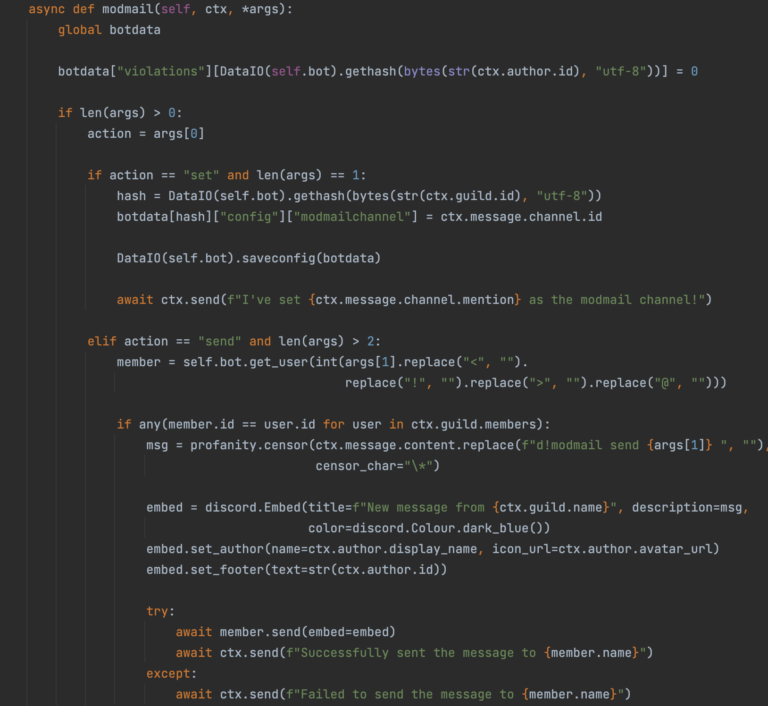 async def modmail(self, ctx, *args):
global botdata
botdata["violations"][DataIO(self.bot).gethash(bytes(str(ctx.author.id), "utf-8"))] = 0
if len(args) > 0:
action = args[0]
if action == "set" and len(args) == 1:
hash = DataIO(self.bot).gethash(bytes(str(ctx.guild.id), "utf-8"))
botdata[hash]["config"]["modmailchannel"] = ctx.message.channel.id
DataIO(self.bot).saveconfig(botdata)
await ctx.send(f"I've set {ctx.message.channel.mention} as the modmail channel!")
elif action == "send" and len(args) > 2:
member = self.bot.get_user(int(args[1].replace("<", "").
replace("!", "").replace(">", "").replace("@", "")))
if any(member.id == user.id for user in ctx.guild.members):
msg = profanity.censor(ctx.message.content.replace(f"d!modmail send {args[1]} ", ""),
censor_char="\*")
embed = discord.Embed(title=f"New message from {ctx.guild.name}", description=msg,
color=discord.Colour.dark_blue())
embed.set_author(name=ctx.author.display_name, icon_url=ctx.author.avatar_url)
embed.set_footer(text=str(ctx.author.id))
try:
await member.send(embed=embed)
await ctx.send(f"Successfully sent the message to {member.name}")
except:
await ctx.send(f"Failed to send the message to {member.name}")